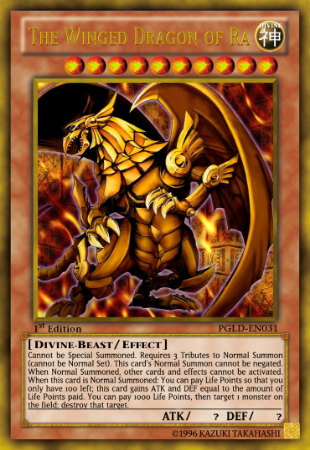 THE WINGED DRAGON OF RA
DIVINE
神
1st Edition
PGLD-EN031
[DIVINE-BEAST / EFFECT]
Cannot be Special Summoned. Requires 3 Tributes to Normal Summon
(cannot be Normal Set). This card's Normal Summon cannot be negated.
When Normal Summoned, other cards and effects cannot be activated.
When this card is Normal Summoned: You can pay Life Points so that you
only have 100 left; this card gains ATK and DEF equal to the amount of
Life Points paid. You can pay 1000 Life Points, then target 1 monster on
the field; destroy that target.
ATK / ? DEF / ?
©1996 KAZUKI TAKAHASHI